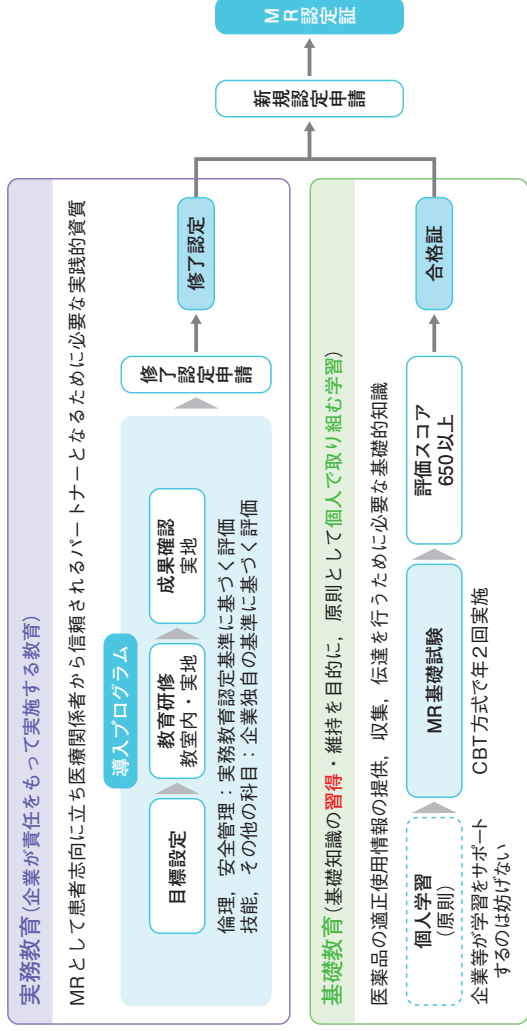 実務教育(企業が責任をもって実施する教育)
MRとして患者志向に立ち医療関係者から信頼されるパートナーとなるために必要な実践的資質
導入プログラム
目標設定
教育研修
教室内・実地
成果確認
実地
倫理，安全管理：実務教育認定基準に基づく評価
技能，その他の科目：企業独自の基準に基づく評価
修了認定申請
修了認定
基礎教育(基礎知識の習得・維持を目的に，原則として個人で取り組む学習)
医薬品の適正使用情報の提供，収集，伝達を行うために必要な基礎的知識
個人学習
(原則)
企業等が学習をサポート
するのは妨げない
MR基礎試験
CBT方式で年2回実施
評価スコア
650以上
合格証
新規認定申請
MR認定証